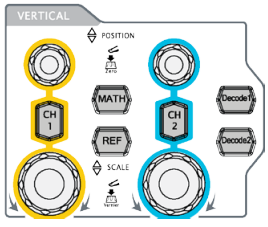 VERTICAL
POSITION
Zero
MATH
Decode1
CH
1
CH
2
REF
Decode2
SCALE
Vernier